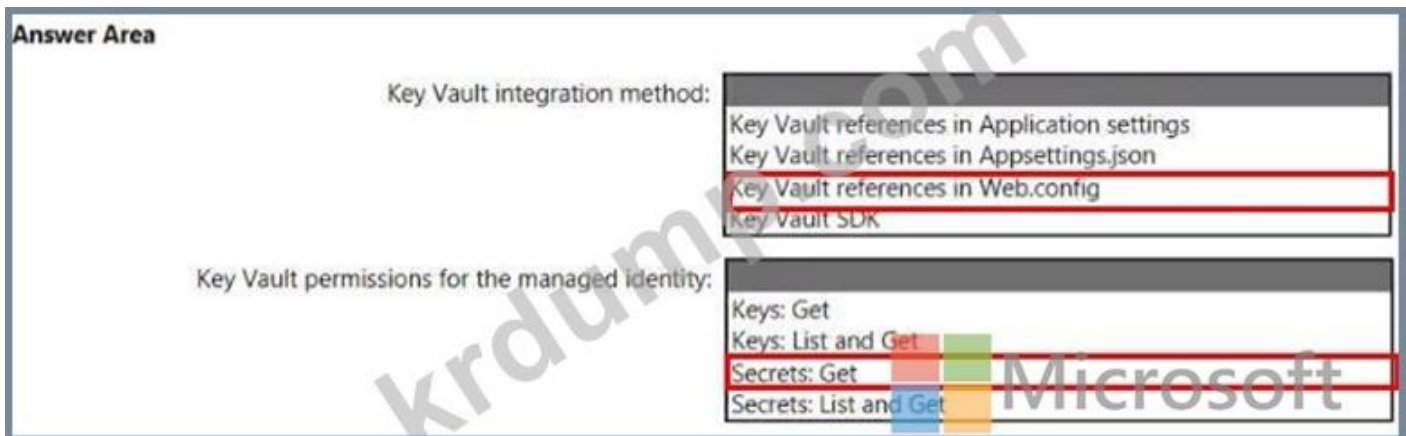 Answer Area
Key Vault integration method:
Key Vault references in Application settings
Key Vault references in Appsettings.json
Key Vault references in Web.config
Key Vault SDK
Key Vault permissions for the managed identity:
Keys: Get
Keys: List and Get
Secrets: Get
Secrets: List and Get
Microsoft
krdump.com